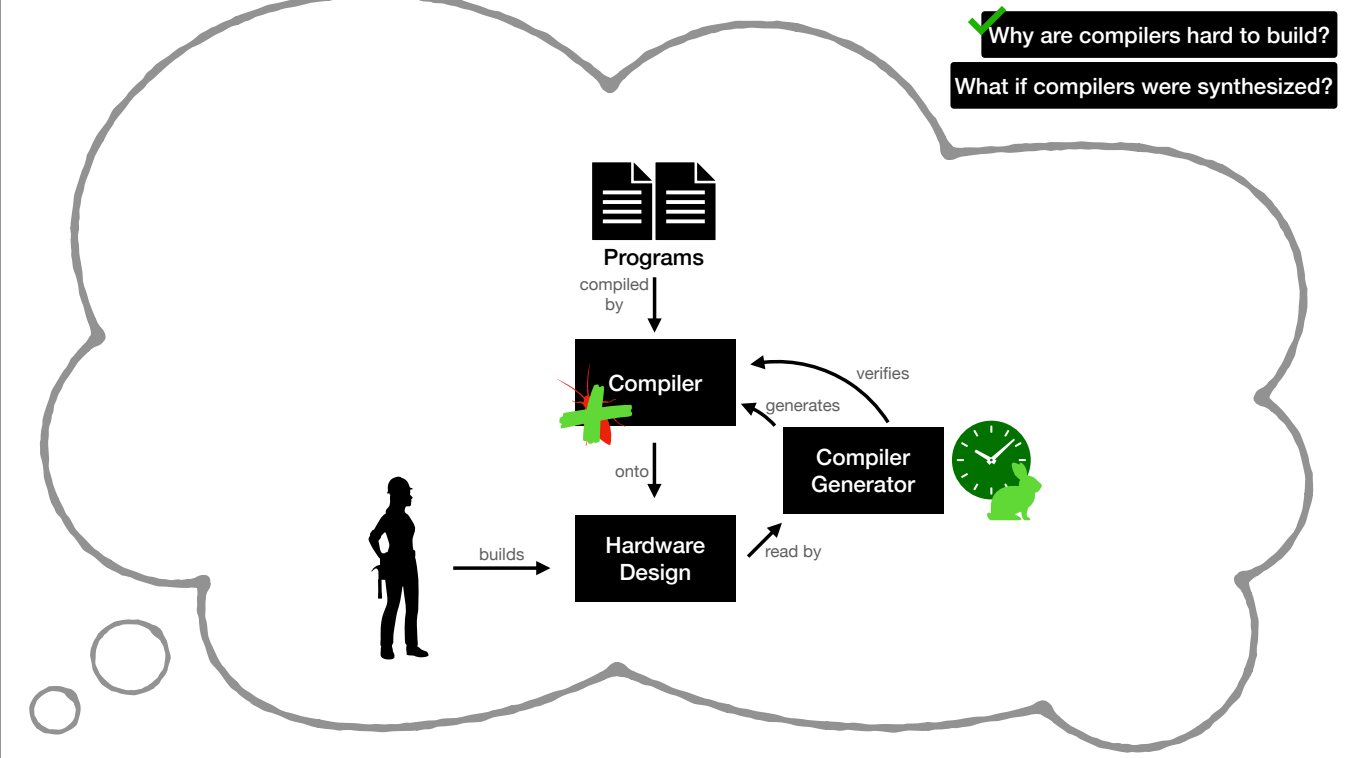 Why are compilers hard to build?
What if compilers were synthesized?
Programs
compiled
by
Compiler
verifies
generates
Compiler
Generator
onto
Hardware
Design
read by
builds